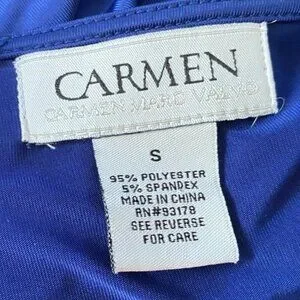 CARMEN
CARMEN MARC VALVO
S
95% POLYESTER
5% SPANDEX
MADE IN CHINA
RN#93178
SEE REVERSE
FOR CARE